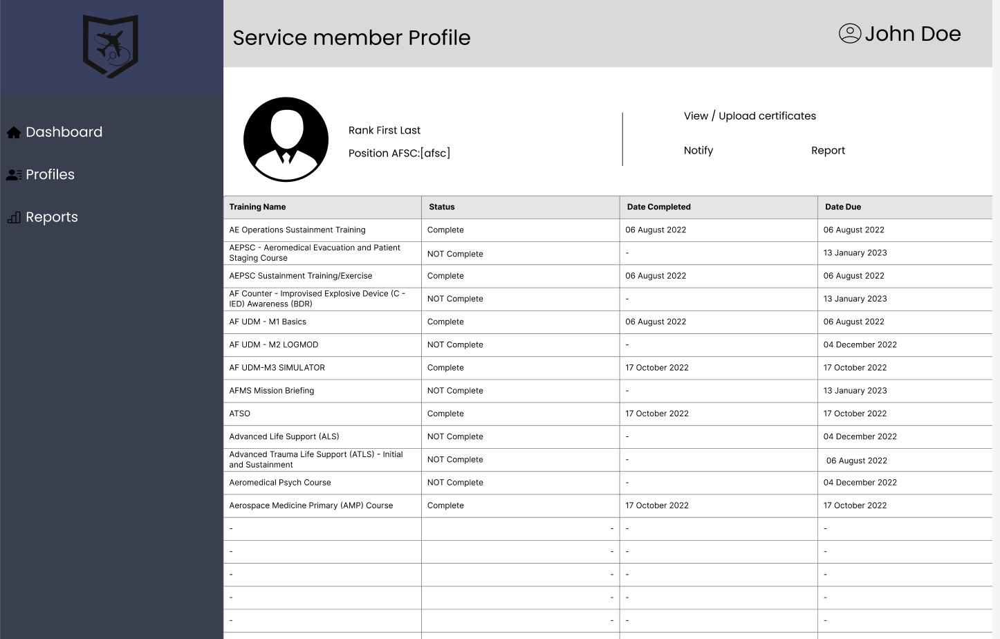 Service member Profile
John Doe
Dashboard
Profiles
Reports
Rank First Last
Position AFSC:[afsc]
View / Upload certificates
Notify Report
Training Name Status Date Completed Date Due
AE Operations Sustainment Training Complete 06 August 2022 06 August 2022
AEPSC - Aeromedical Evacuation and Patient
Staging Course NOT Complete - 13 January 2023
AEPSC Sustainment Training/Exercise Complete 06 August 2022 06 August 2022
AF Counter - Improvised Explosive Device (C -
IED) Awareness (BDR) NOT Complete - 13 January 2023
AF UDM - M1 Basics Complete 06 August 2022 06 August 2022
AF UDM - M2 LOGMOD NOT Complete - 04 December 2022
AF UDM-M3 SIMULATOR Complete 17 October 2022 17 October 2022
AFMS Mission Briefing NOT Complete - 13 January 2023
ATSO Complete 17 October 2022 17 October 2022
Advanced Life Support (ALS) NOT Complete - 04 December 2022
Advanced Trauma Life Support (ATLS) - Initial
and Sustainment NOT Complete - 06 August 2022
Aeromedical Psych Course NOT Complete - 04 December 2022
Aerospace Medicine Primary (AMP) Course Complete 17 October 2022 17 October 2022
- - - -
- - - -
- - - -
- - - -
- - - -